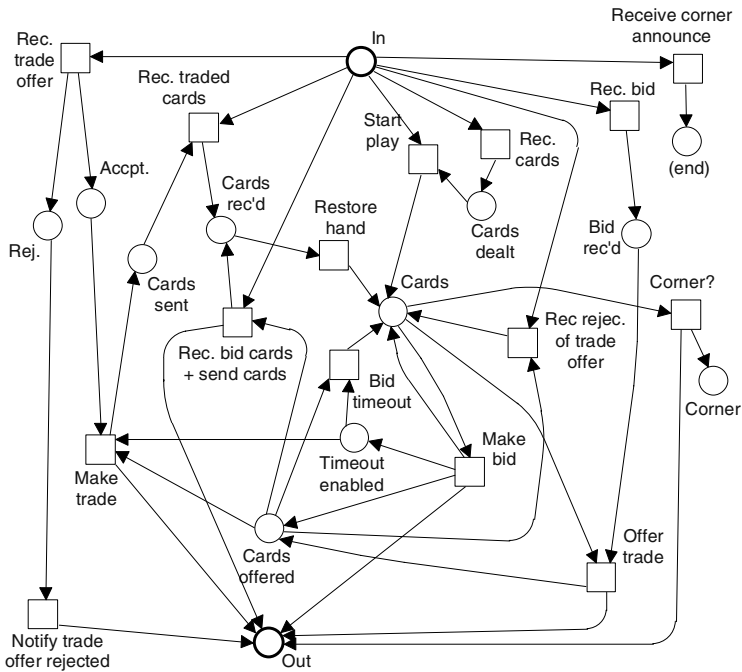 Receive corner
announce
In
Rec.
trade
offer
Rec. traded
cards
Rec. bid
Start
play
Rec.
cards
(end)
Accpt.
Cards
rec'd
Restore
hand
Cards
dealt
Bid
rec'd
Rej.
Cards
sent
Cards
Corner?
Rec. bid cards
+ send cards
Rec rejec.
of trade
offer
Bid
timeout
Corner
Make
trade
Timeout
enabled
Make
bid
Cards
offered
Offer
trade
Notify trade
offer rejected
Out